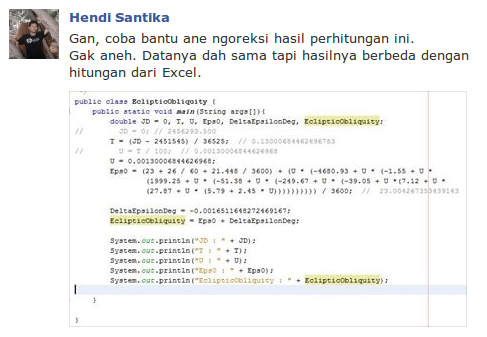 Hendi Santika
Gan, coba bantu ane ngoreksi hasil perhitungan ini.
Gak aneh. Datanya dah sama tapi hasilnya berbeda dengan
hitungan dari Excel.
*/
public class EclipticObliquity {
public static void main(String args[]){
double JD = 0, T, U, Eps0, DeltaEpsilonDeg, EclipticObliquity;
// JD = 0; // 2456293.500
T = (JD - 2451545) / 36525; // 0.13000684462696783
// U = T / 100; // 0.00130006844626968
U = 0.00130006844626968;
Eps0 = (23 + 26 / 60 + 21.448 / 3600) + (U * (-4680.93 + U * (-1.55 + U *
(1999.25 + U * (-51.38 + U * (-249.67 + U * (-39.05 + U *(7.12 + U *
(27.87 + U * (5.79 + 2.45 * U)))))))))) / 3600; // 23.004267353439143
DeltaEpsilonDeg = -0.0016511648272469167;
EclipticObliquity = Eps0 + DeltaEpsilonDeg;
System.out.println("JD : " + JD);
System.out.println("T : " + T);
System.out.println("U : " + U);
System.out.println("Eps0 : " + Eps0);
System.out.println("EclipticObliquity : " + EclipticObliquity);
}
}